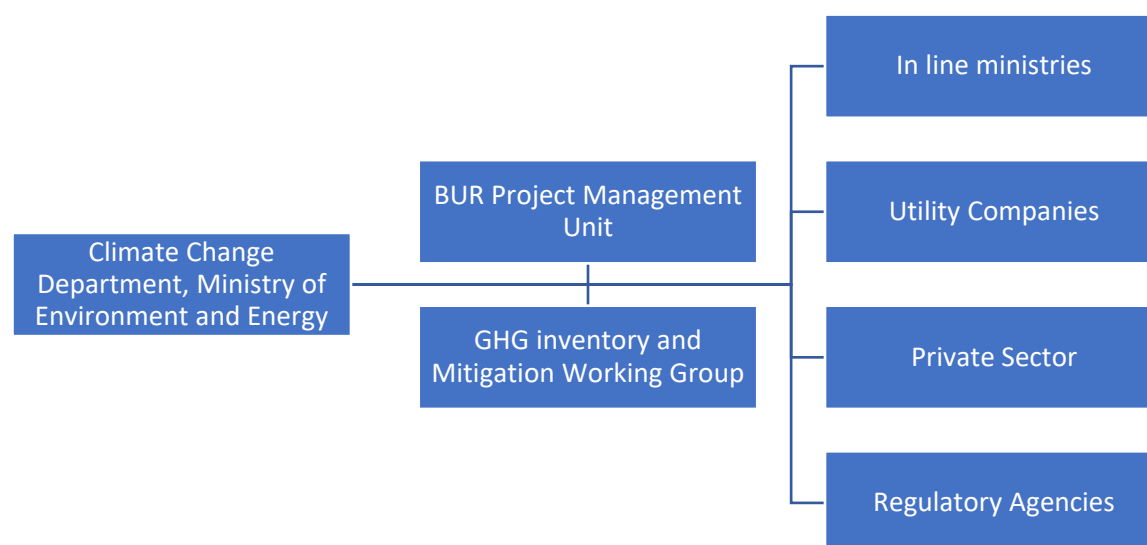 Climate Change
Department, Ministry of
Environment and Energy
BUR Project Management
Unit
GHG inventory and
Mitigation Working Group
In line ministries
Utility Companies
Private Sector
Regulatory Agencies